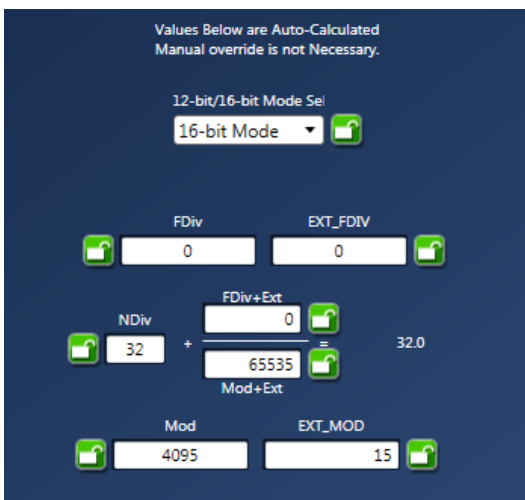 Values Below are Auto-Calculated
Manual override is not Necessary.
12-bit/16-bit Mode Sel
16-bit Mode
FDiv EXT_FDIV
0 0
FDiv+Ext
NDiv 0
32 + = 32.0
65535
Mod+Ext
Mod EXT_MOD
4095 15